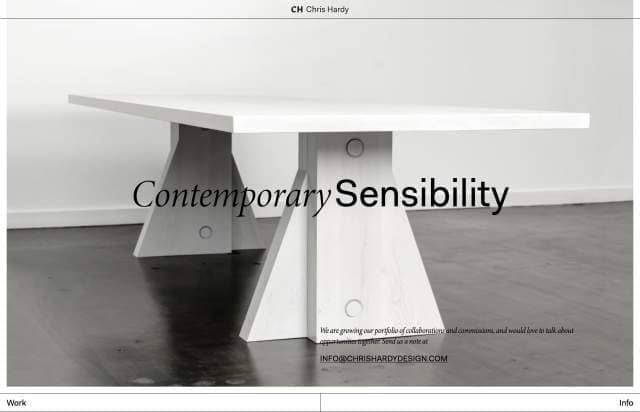 CH Chris Hardy
Contemporary Sensibility
We are growing our portfolio of collaborations and commissions, and would love to talk about
opportunities together. Send us a note at
INFO@CHRISHARDYDESIGN.COM
Work
Info